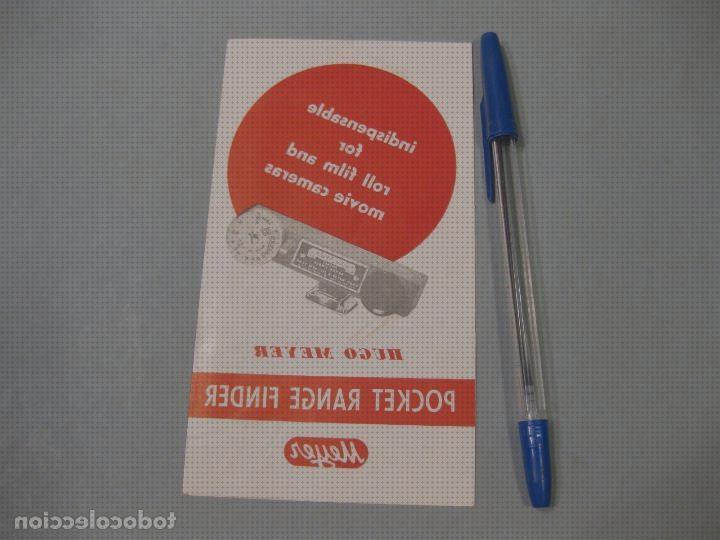 indispensable
for
roll film and
movie cameras
HUGO MEYER
POCKET RANGE FINDER
Meyer
todocoleccion